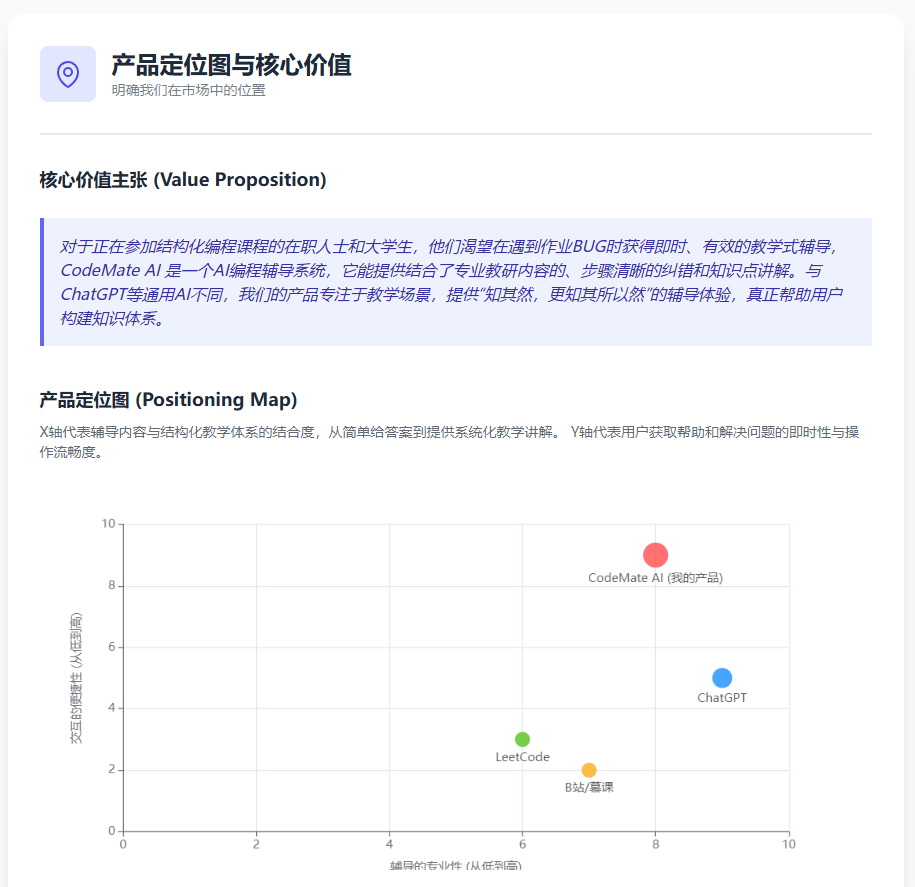 产品定位图与核心价值
明确我们在市场中的位置
核心价值主张 (Value Proposition)
对于正在参加结构化编程课程的在职人士和大学生，他们渴望在遇到作业BUG时获得即时、有效的教学式辅导，
CodeMate AI 是一个AI编程辅导系统，它能提供结合了专业教研内容的、步骤清晰的纠错和知识点讲解。与
ChatGPT等通用AI不同，我们的产品专注于教学场景，提供“知其然，更知其所以然”的辅导体验，真正帮助用户
构建知识体系。
产品定位图 (Positioning Map)
X轴代表辅导内容与结构化教学体系的结合度，从简单给答案到提供系统化教学讲解。 Y轴代表用户获取帮助和解决问题的即时性与操
作流畅度。
10
8
6
4
2
0
交互的便捷性 (从低到高)
CodeMate AI (我的产品)
ChatGPT
LeetCode
B站/慕课
0 2 4 6 8 10
辅导的专业性 (从低到高)